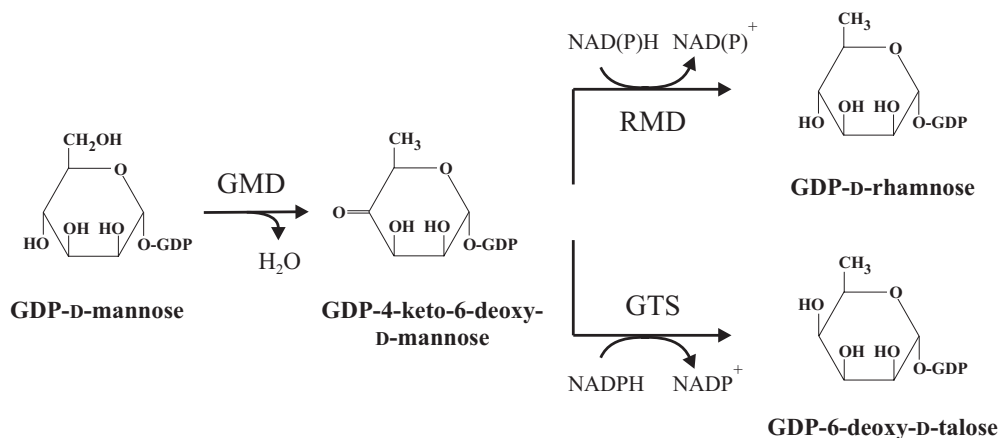 CH₂OH
O
OH HO
HO
O-GDP
GDP-D-mannose
GMD
H₂O
CH₃
O
O
OH HO
O-GDP
GDP-4-keto-6-deoxy-
D-mannose
NAD(P)H NAD(P)⁺
RMD
CH₃
O
OH HO
HO
O-GDP
GDP-D-rhamnose
GTS
NADPH NADP⁺
CH₃
O
HO
OH HO
O-GDP
GDP-6-deoxy-D-talose